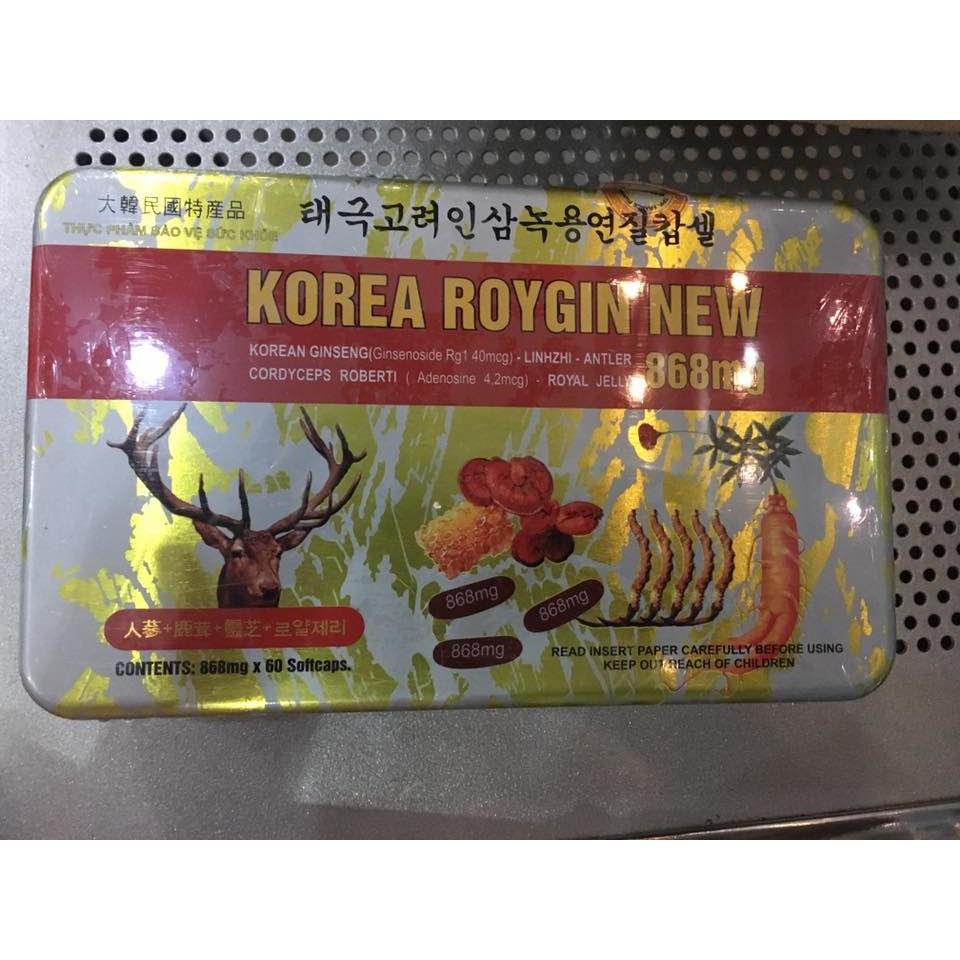 大韓民國特産品
THỰC PHẨM BẢO VỆ SỨC KHỎE
태극고려인삼녹용연질캅셀
KOREA ROYGIN NEW
868mg
KOREAN GINSENG(Ginsenoside Rg1 40mcg) - LINHZHI - ANTLER
CORDYCEPS ROBERTI ( Adenosine 4,2mcg) - ROYAL JELLY
868mg
868mg
868mg
人蔘+鹿茸+靈芝+로얄제리
CONTENTS: 868mg x 60 Softcaps.
READ INSERT PAPER CAREFULLY BEFORE USING
KEEP OUT REACH OF CHILDREN